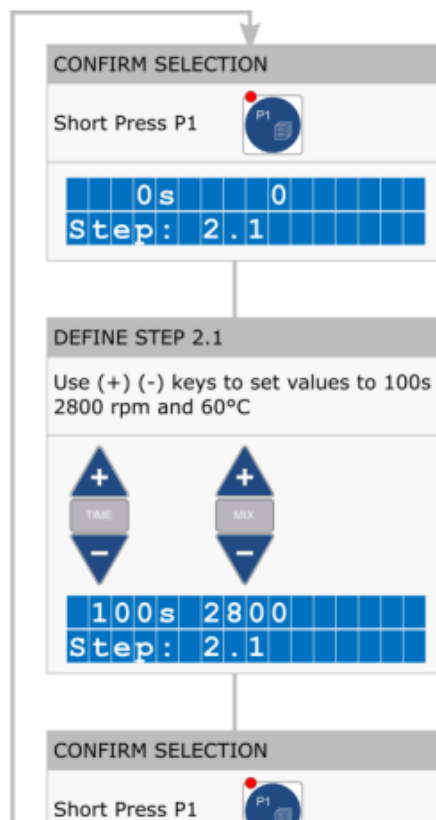 CONFIRM SELECTION
Short Press P1
P1
0s 0
Step: 2.1
DEFINE STEP 2.1
Use (+) (-) keys to set values to 100s
2800 rpm and 60°C
+ +
TIME MIX
− −
100s 2800
Step: 2.1
CONFIRM SELECTION
Short Press P1
P1